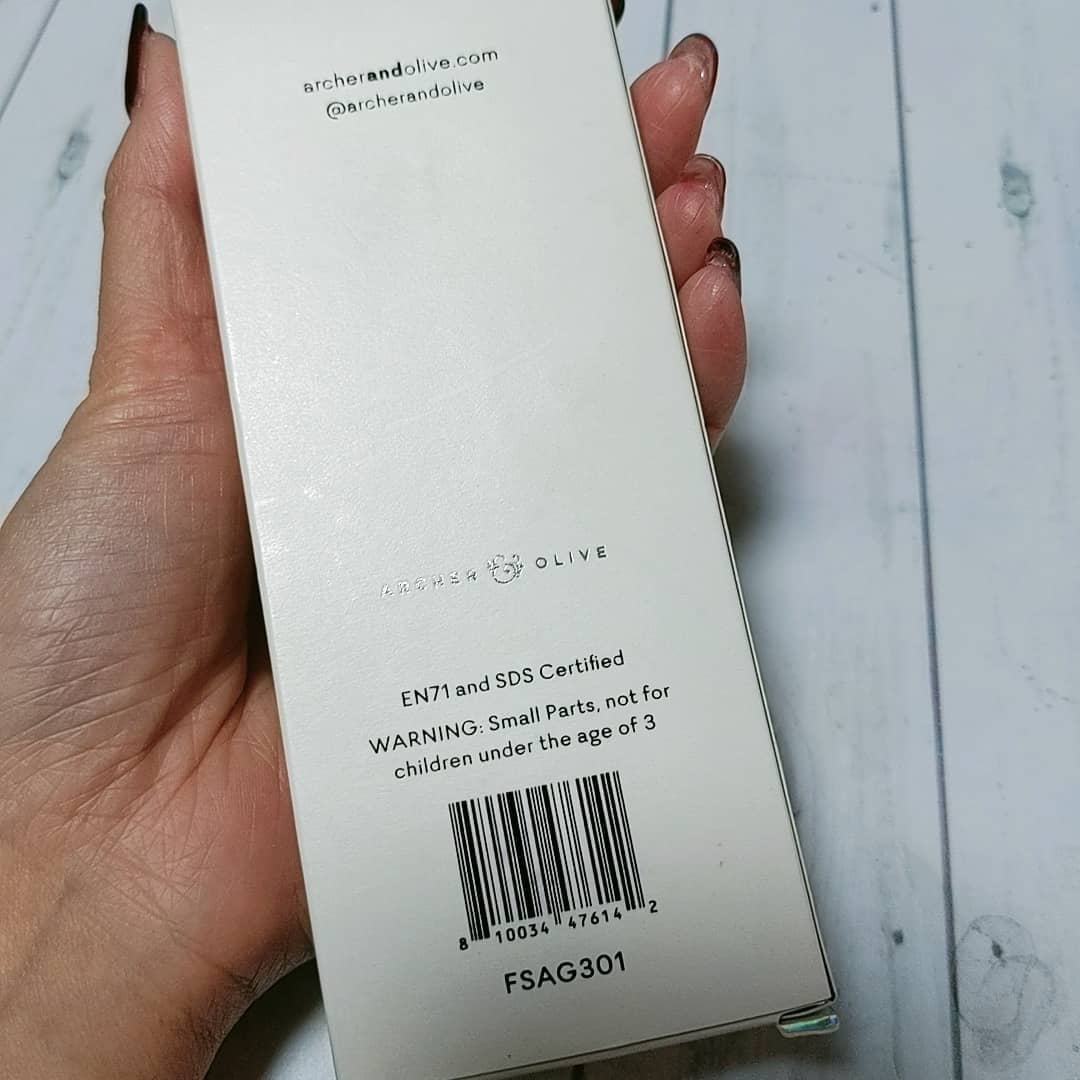 archerandolive.com
@archerandolive
ARCHER & OLIVE
EN71 and SDS Certified
WARNING: Small Parts, not for
children under the age of 3
8 10034 47614 2
FSAG301